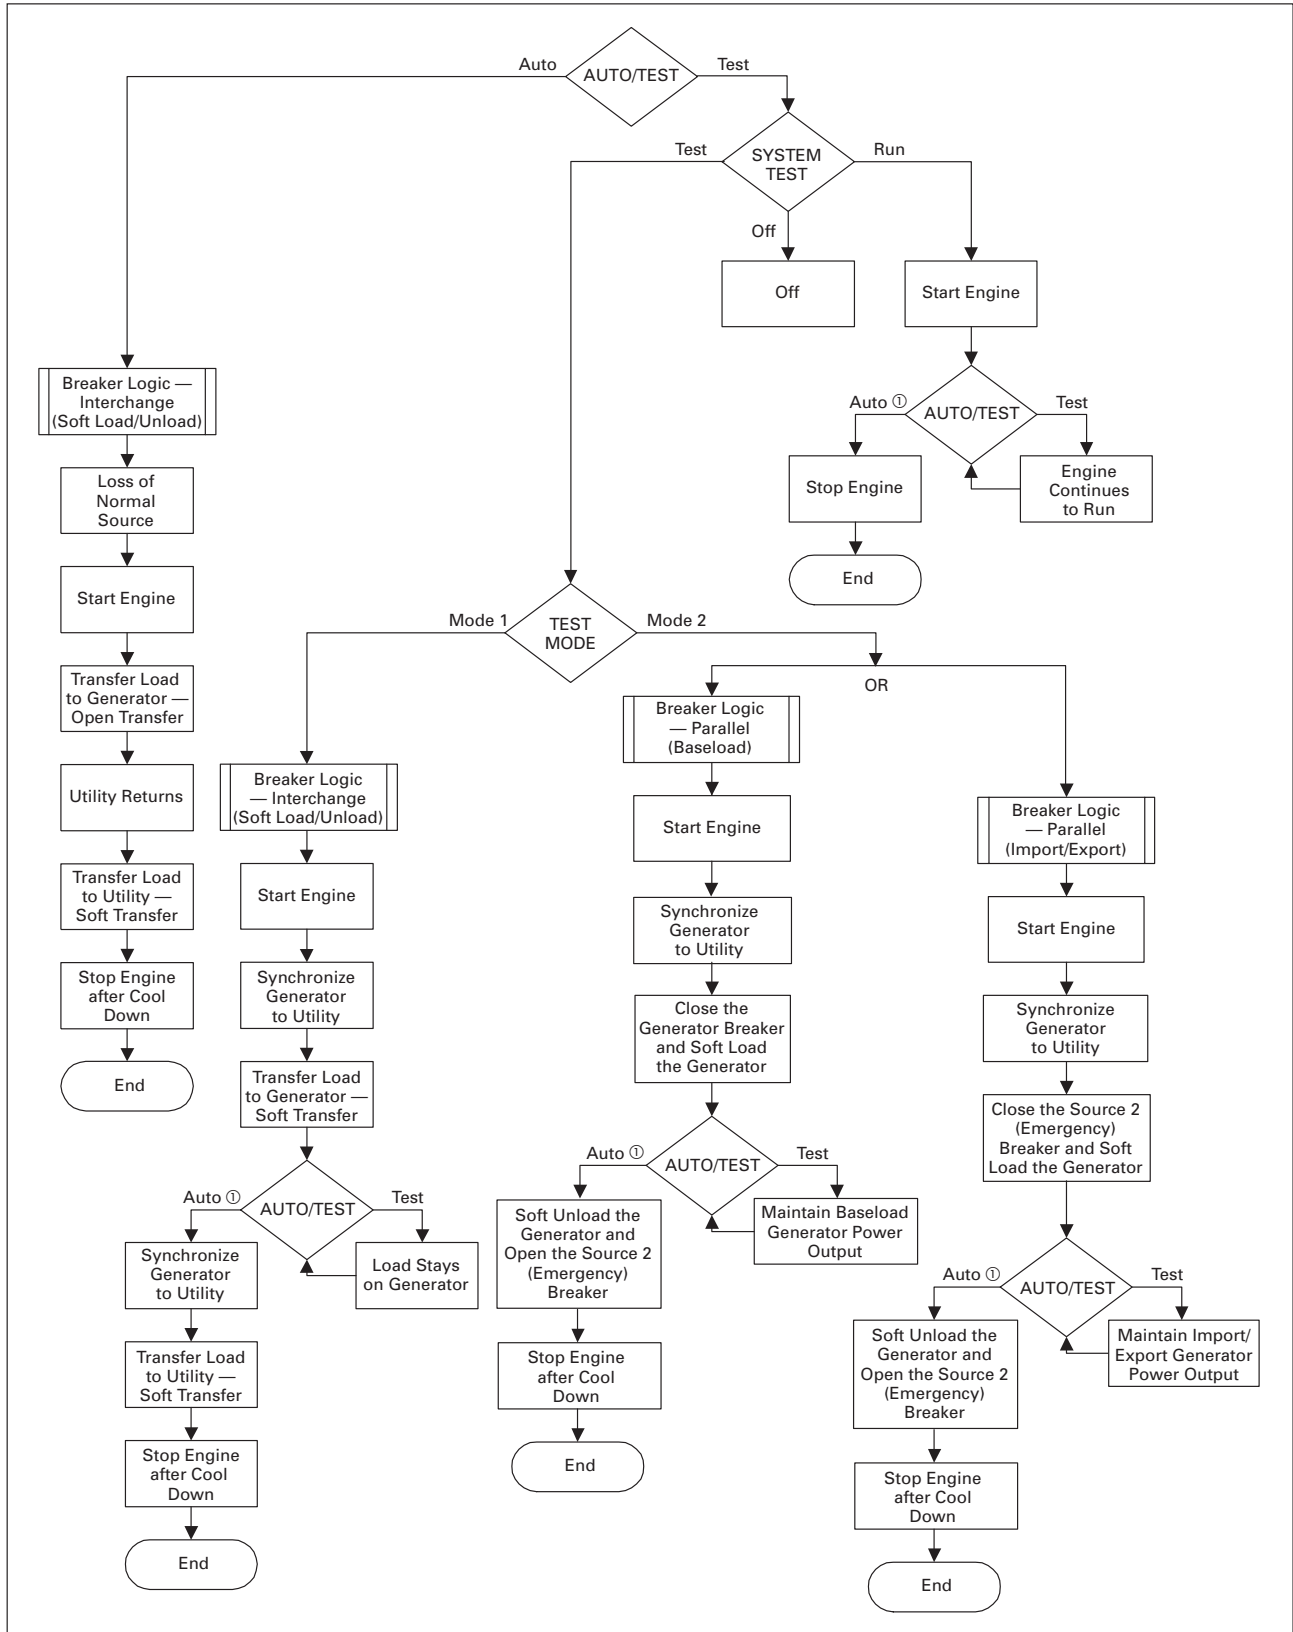 Auto
AUTO/TEST
Test
Test
SYSTEM
TEST
Run
Off
Off
Start Engine
Auto ①
AUTO/TEST
Test
Stop Engine
Engine
Continues
to Run
End
Breaker Logic —
Interchange
(Soft Load/Unload)
Loss of
Normal
Source
Start Engine
Transfer Load
to Generator —
Open Transfer
Utility Returns
Transfer Load
to Utility —
Soft Transfer
Stop Engine
after Cool
Down
End
Mode 1
TEST
MODE
Mode 2
OR
Breaker Logic
— Interchange
(Soft Load/Unload)
Start Engine
Synchronize
Generator
to Utility
Transfer Load
to Generator —
Soft Transfer
Auto ①
AUTO/TEST
Test
Synchronize
Generator
to Utility
Load Stays
on Generator
Transfer Load
to Utility —
Soft Transfer
Stop Engine
after Cool
Down
End
Breaker Logic
— Parallel
(Baseload)
Start Engine
Synchronize
Generator
to Utility
Close the
Generator Breaker
and Soft Load
the Generator
Auto ①
AUTO/TEST
Test
Soft Unload the
Generator and
Open the Source 2
(Emergency)
Breaker
Maintain Baseload
Generator Power
Output
Stop Engine
after Cool
Down
End
Breaker Logic
— Parallel
(Import/Export)
Start Engine
Synchronize
Generator
to Utility
Close the Source 2
(Emergency)
Breaker and Soft
Load the Generator
Auto ①
AUTO/TEST
Test
Soft Unload the
Generator and
Open the Source 2
(Emergency)
Breaker
Maintain Import/
Export Generator
Power Output
Stop Engine
after Cool
Down
End